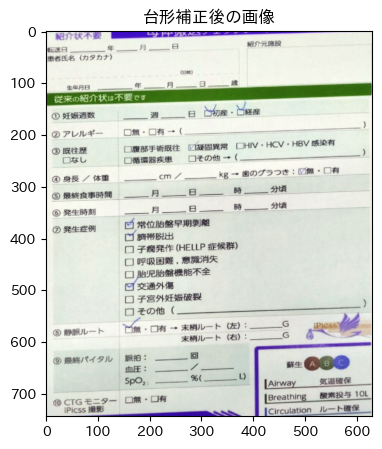 台形補正後の画像
紹介状不要
転送日 年 月 日
患者氏名（カタカナ）
紹介元施設
生年月日 年 月 日 歳
従来の紹介状は不要です
① 妊娠週数 週 日 □初産・□経産
② アレルギー □無・□有 → ( )
③ 既往歴 □腹部手術既往 □凝固異常 □HIV・HCV・HBV 感染有
□なし □循環器疾患 □その他 → ( )
④ 身長 / 体重 cm / kg → 歯のグラつき：□無・□有
⑤ 最終食事時間 月 日 時 分頃
⑥ 発生時刻 月 日 時 分頃
⑦ 発生症例 □ 常位胎盤早期剥離
□ 臍帯脱出
□ 子癇発作 (HELLP 症候群)
□ 呼吸困難，意識消失
□ 胎児胎盤機能不全
□ 交通外傷
□ 子宮外妊娠破裂
□ その他 ( )
⑧ 静脈ルート □無・□有 → 末梢ルート（左）： G
末梢ルート（右）： G
iPicss
⑨ 最終バイタル 脈拍： 回
血圧： /
SpO₂： %( L)
⑩ CTG モニター □無・□有
iPicss 撮影
蘇生 A B C
Airway 気道確保
Breathing 酸素投与 10L
Circulation ルート確保
0
100
200
300
400
500
600
700
0 100 200 300 400 500 600